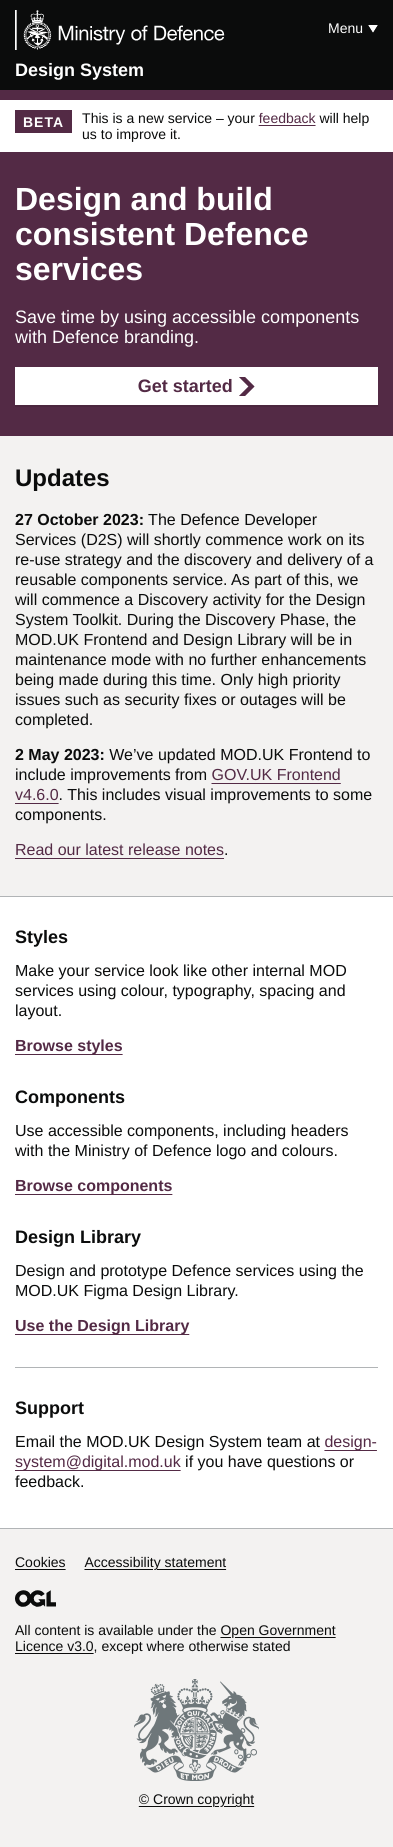 Ministry of Defence
Menu
Design System
BETA
This is a new service – your feedback will help
us to improve it.
Design and build
consistent Defence
services
Save time by using accessible components
with Defence branding.
Get started
Updates
27 October 2023: The Defence Developer
Services (D2S) will shortly commence work on its
re-use strategy and the discovery and delivery of a
reusable components service. As part of this, we
will commence a Discovery activity for the Design
System Toolkit. During the Discovery Phase, the
MOD.UK Frontend and Design Library will be in
maintenance mode with no further enhancements
being made during this time. Only high priority
issues such as security fixes or outages will be
completed.
2 May 2023: We’ve updated MOD.UK Frontend to
include improvements from GOV.UK Frontend
v4.6.0. This includes visual improvements to some
components.
Read our latest release notes.
Styles
Make your service look like other internal MOD
services using colour, typography, spacing and
layout.
Browse styles
Components
Use accessible components, including headers
with the Ministry of Defence logo and colours.
Browse components
Design Library
Design and prototype Defence services using the
MOD.UK Figma Design Library.
Use the Design Library
Support
Email the MOD.UK Design System team at design-
system@digital.mod.uk if you have questions or
feedback.
Cookies Accessibility statement
OGL
All content is available under the Open Government
Licence v3.0, except where otherwise stated
DIEU ET MON DROIT
© Crown copyright